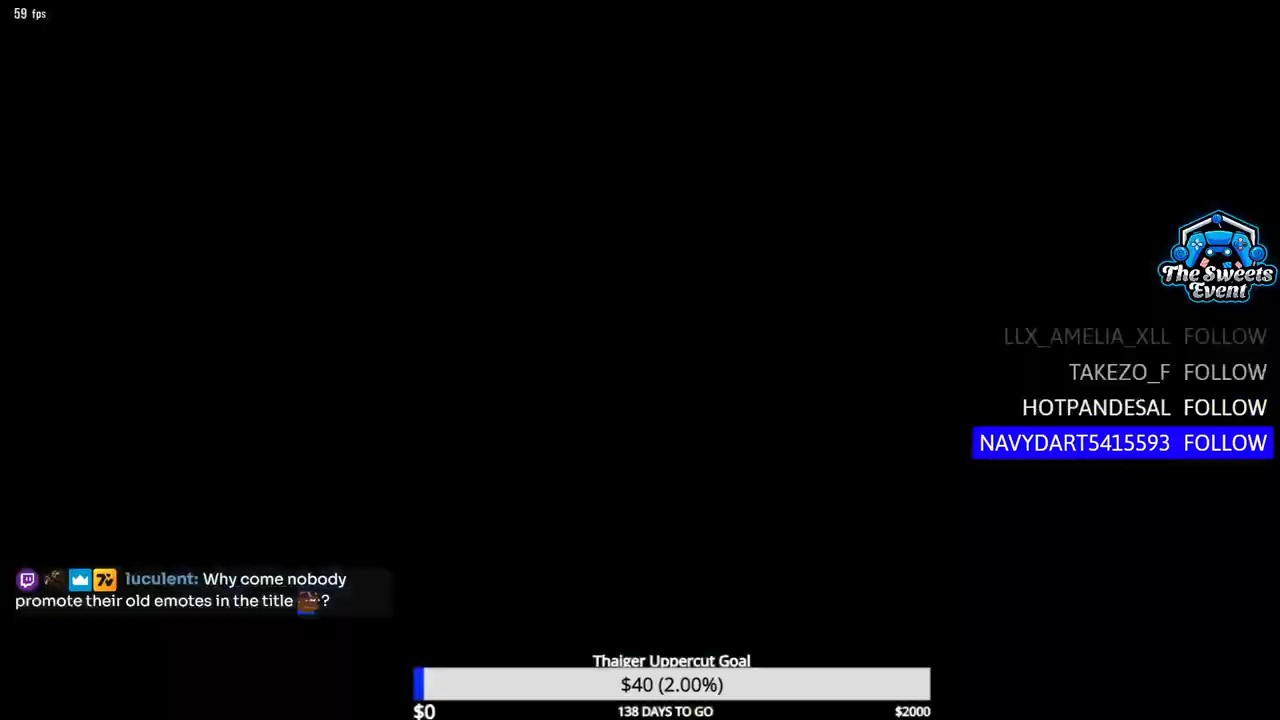 59 fps
The Sweets
Event
LLX_AMELIA_XLL FOLLOW
TAKEZO_F FOLLOW
HOTPANDESAL FOLLOW
NAVYDART5415593 FOLLOW
luculent: Why come nobody
promote their old emotes in the title ?
Thaiger Uppercut Goal
$40 (2.00%)
$0 138 DAYS TO GO $2000